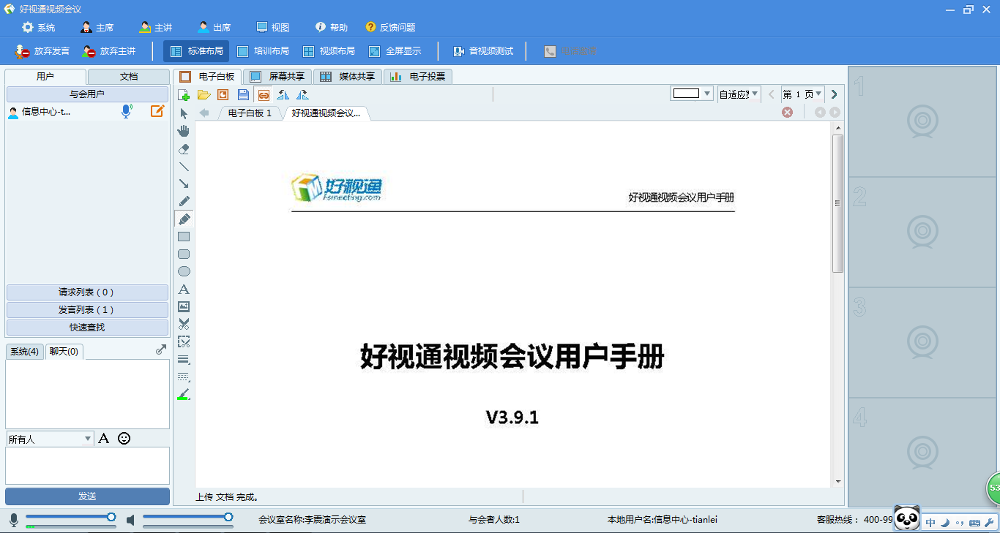 好视通视频会议
系统 主席 主讲 出席 视图 帮助 反馈问题
放弃发言 放弃主讲 标准布局 培训布局 视频布局 全屏显示 音视频测试
用户 文档 电子白板 屏幕共享 媒体共享 电子投票
与会用户
自适应 第 1 页
信息中心-t...
电子白板 1 好视通视频会议...
好视通
Fsmeeting.com
好视通视频会议用户手册
请求列表（0）
发言列表（1）
快速查找
系统(4) 聊天(0)
好视通视频会议用户手册
V3.9.1
所有人
发送
上传 文档 完成。
1
2
3
4
53
会议室名称:李震演示会议室 与会者人数:1 本地用户名:信息中心-tianlei 客服热线： 400-99
中